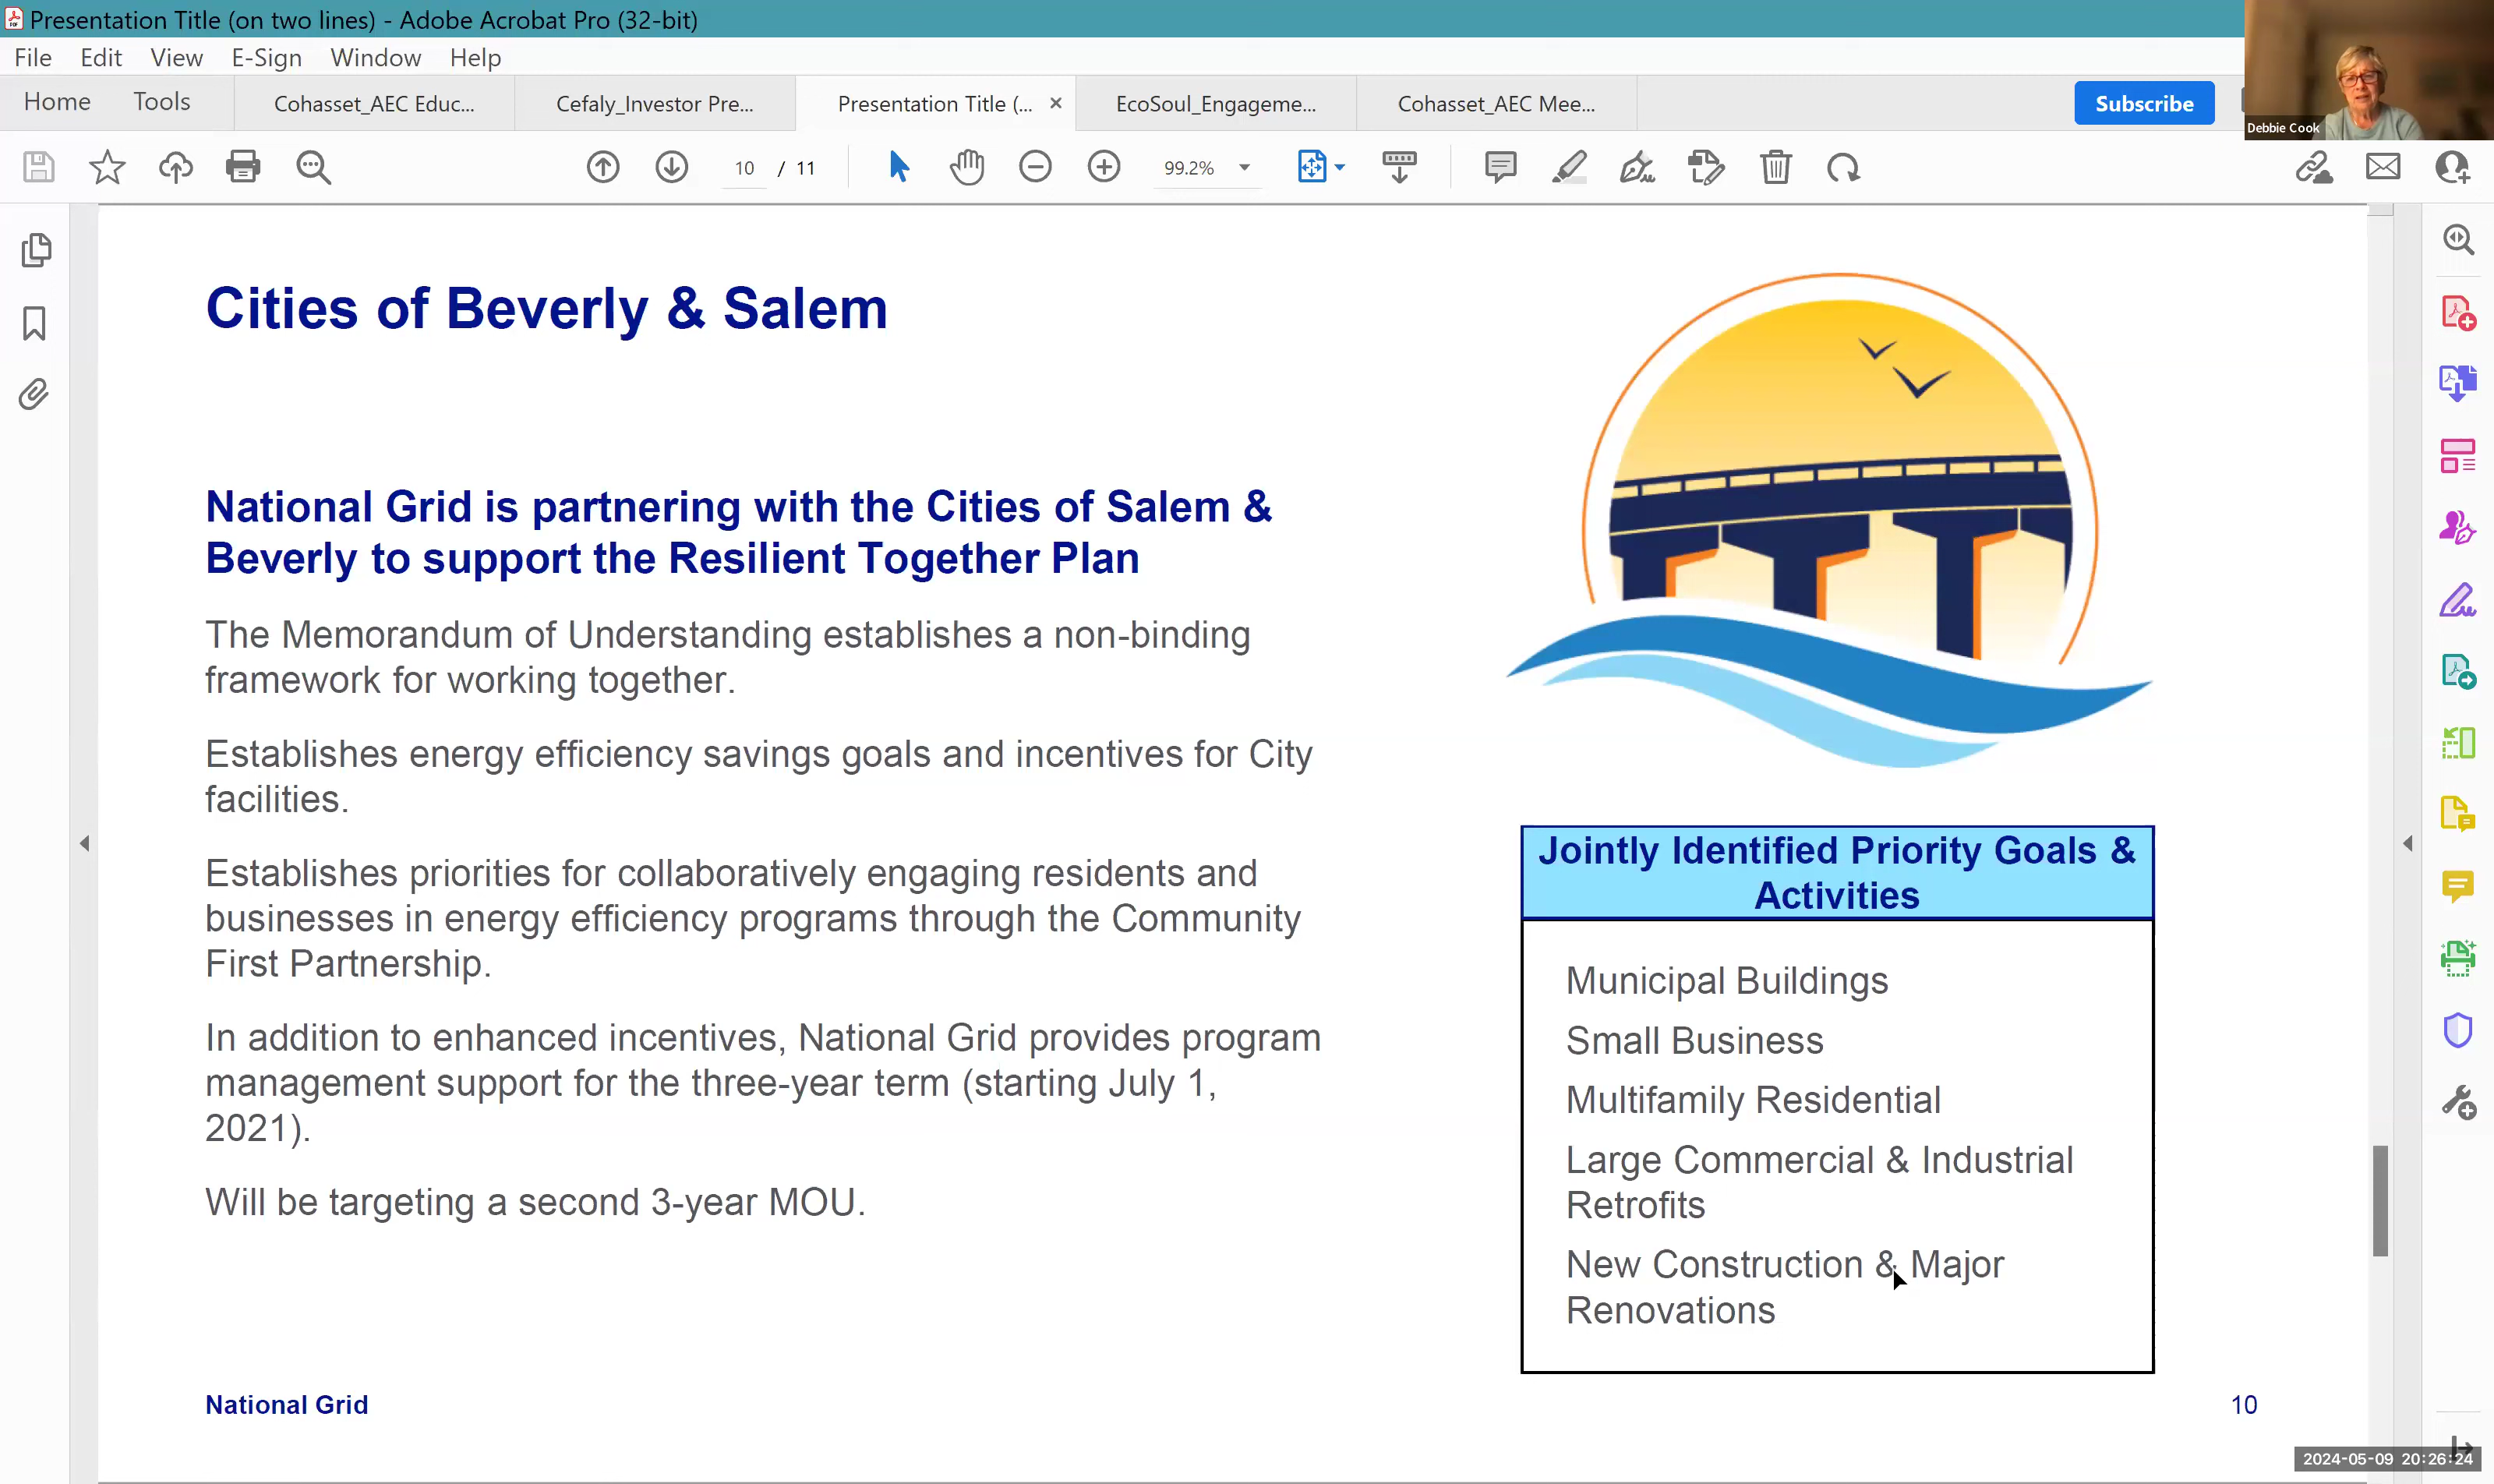 Presentation Title (on two lines) - Adobe Acrobat Pro (32-bit)
File Edit View E-Sign Window Help
Home Tools Cohasset_AEC Educ... Cefaly_Investor Pre... Presentation Title (... × EcoSoul_Engageme... Cohasset_AEC Mee... Subscribe
Debbie Cook
10 / 11 99.2%
Cities of Beverly & Salem
National Grid is partnering with the Cities of Salem &
Beverly to support the Resilient Together Plan
The Memorandum of Understanding establishes a non-binding
framework for working together.
Establishes energy efficiency savings goals and incentives for City
facilities.
Establishes priorities for collaboratively engaging residents and
businesses in energy efficiency programs through the Community
First Partnership.
In addition to enhanced incentives, National Grid provides program
management support for the three-year term (starting July 1,
2021).
Will be targeting a second 3-year MOU.
Jointly Identified Priority Goals &
Activities
Municipal Buildings
Small Business
Multifamily Residential
Large Commercial & Industrial
Retrofits
New Construction & Major
Renovations
National Grid
10
2024-05-09 20:26:24